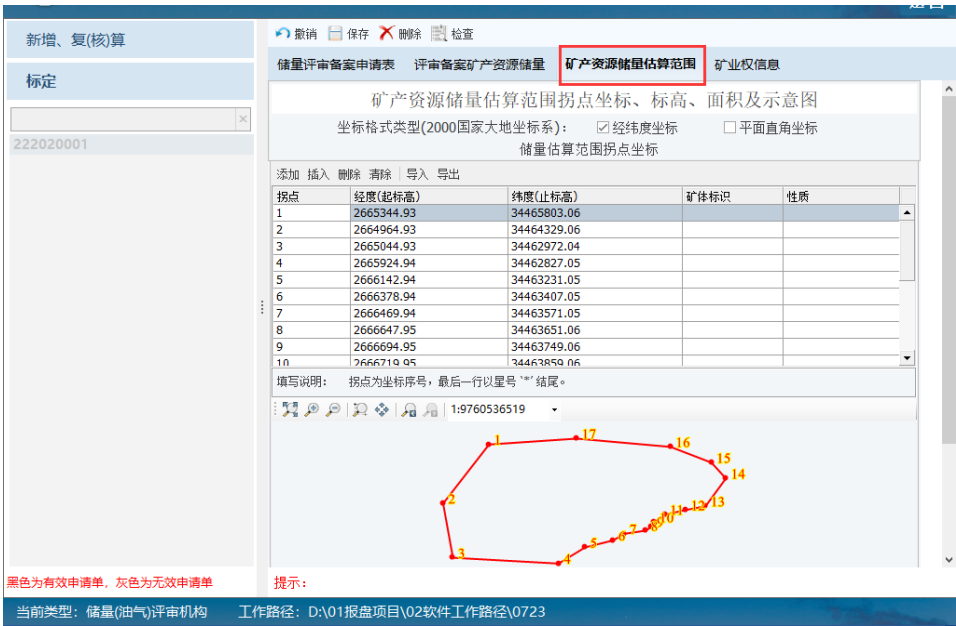 返回
新增、复(核)算
标定
222020001
黑色为有效申请单，灰色为无效申请单
撤销 保存 删除 检查
储量评审备案申请表 评审备案矿产资源储量 矿产资源储量估算范围 矿业权信息
矿产资源储量估算范围拐点坐标、标高、面积及示意图
坐标格式类型(2000国家大地坐标系): 经纬度坐标 平面直角坐标
储量估算范围拐点坐标
添加 插入 删除 清除 导入 导出
拐点 经度(起标高) 纬度(止标高) 矿体标识 性质
1 2665344.93 34465803.06
2 2664964.93 34464329.06
3 2665044.93 34462972.04
4 2665924.94 34462827.05
5 2666142.94 34463231.05
6 2666378.94 34463407.05
7 2666469.94 34463571.05
8 2666647.95 34463651.06
9 2666694.95 34463749.06
10 2666719.95 34463859.06
填写说明: 拐点为坐标序号，最后一行以星号 '*' 结尾。
1:9760536519
1
17
16
15
14
2
13
12
11
10
9
8
7
6
5
3
4
提示:
当前类型: 储量(油气)评审机构 工作路径: D:\01报盘项目\02软件工作路径\0723